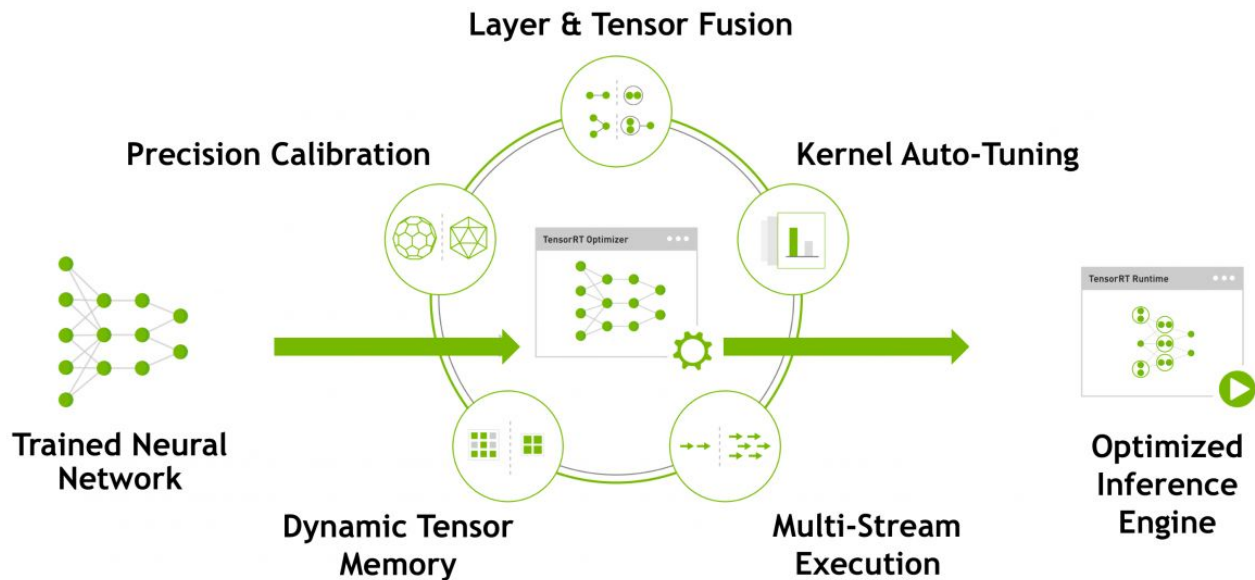 Layer & Tensor Fusion
Precision Calibration
Kernel Auto-Tuning
TensorRT Optimizer
TensorRT Runtime
Trained Neural
Network
Optimized
Inference
Engine
Dynamic Tensor
Memory
Multi-Stream
Execution